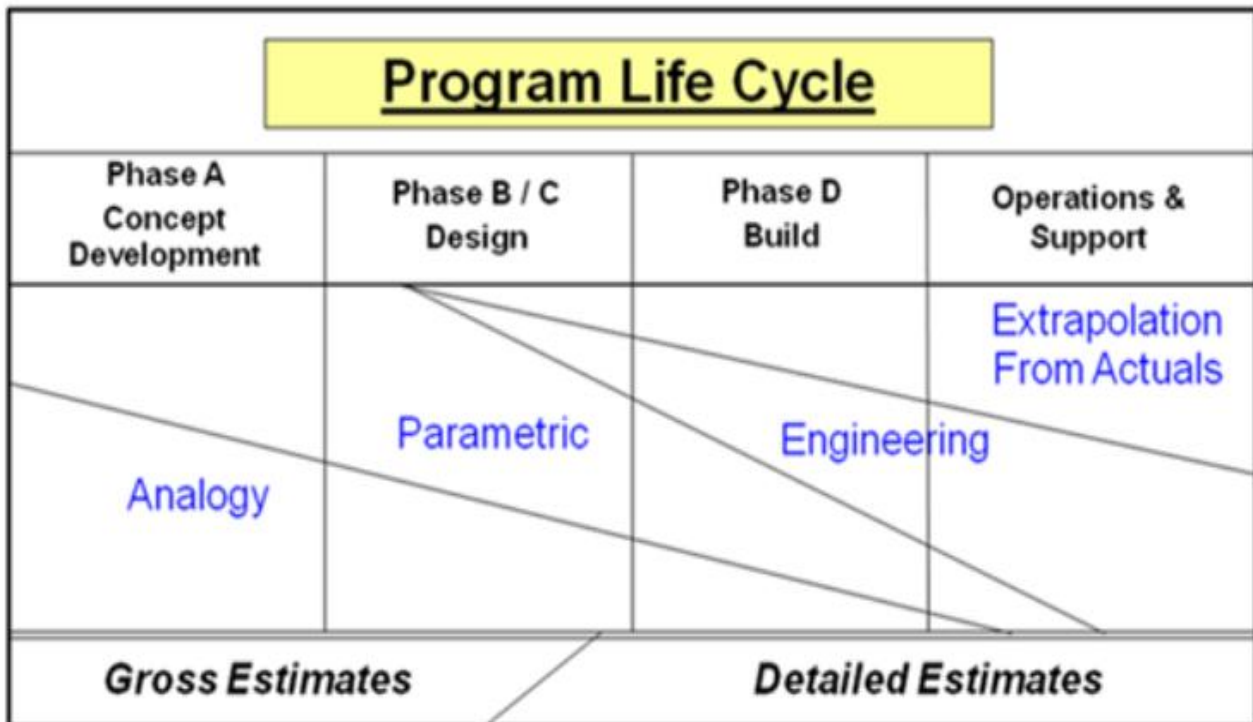 Program Life Cycle
Phase A
Concept
Development
Phase B / C
Design
Phase D
Build
Operations &
Support
Extrapolation
From Actuals
Parametric
Engineering
Analogy
Gross Estimates
Detailed Estimates